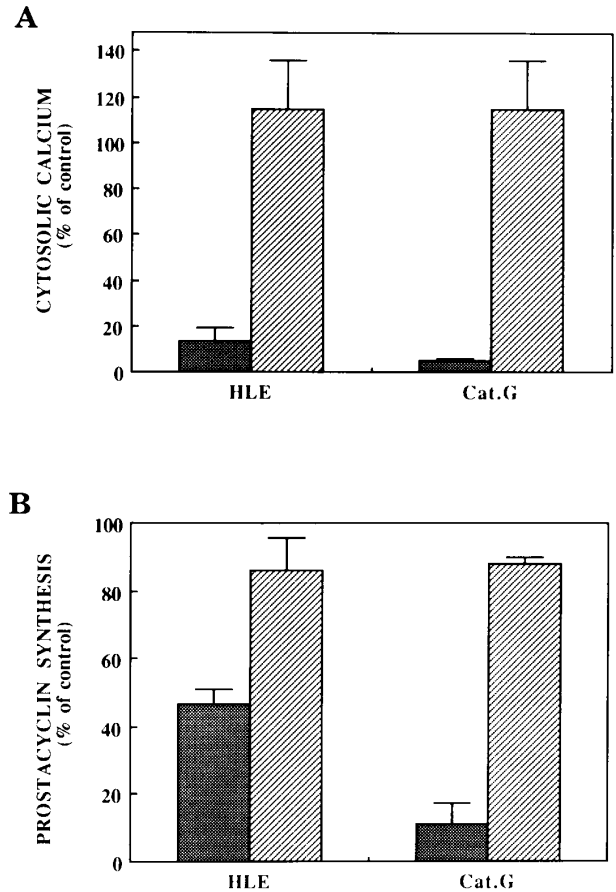 A
CYTOSOLIC CALCIUM
(% of control)
140
120
100
80
60
40
20
0
HLE
Cat.G
B
PROSTACYCLIN SYNTHESIS
(% of control)
100
80
60
40
20
0
HLE
Cat.G